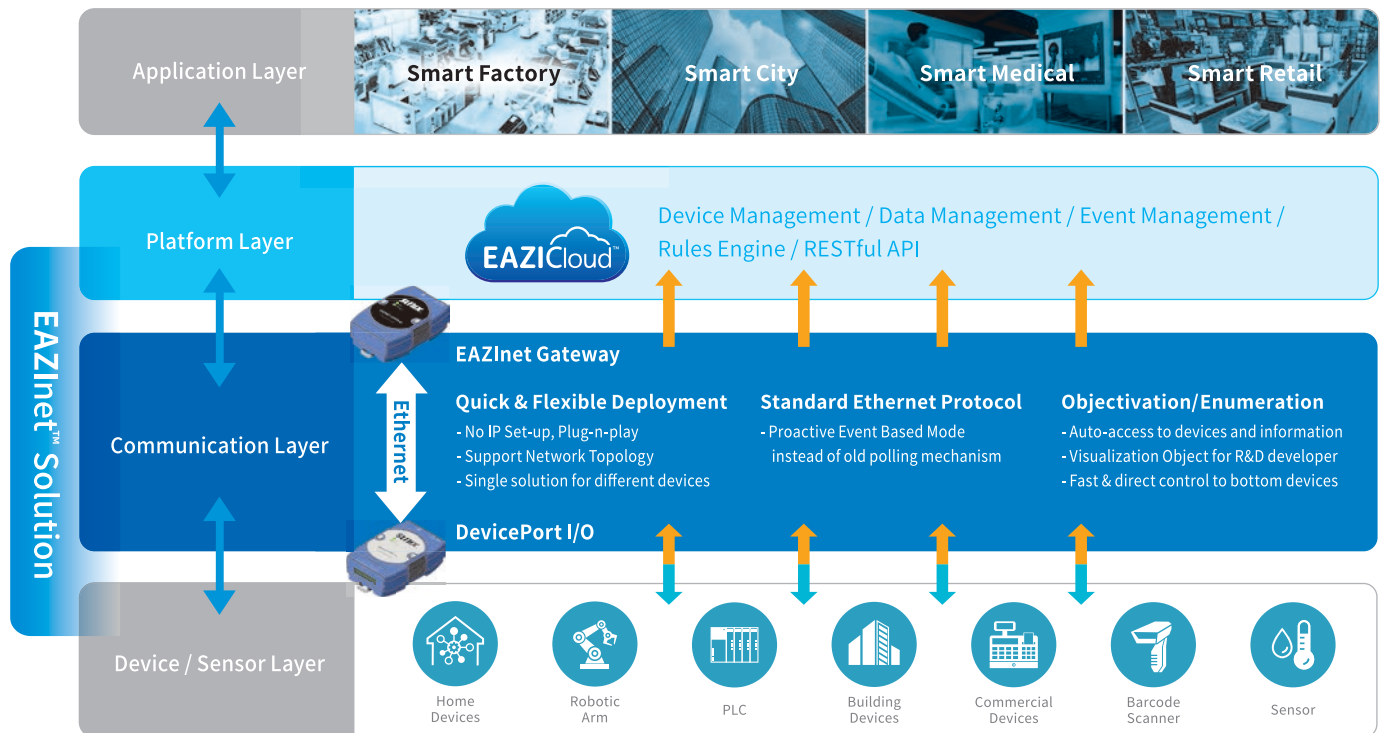 Application Layer
Smart Factory
Smart City
Smart Medical
Smart Retail
Platform Layer
EAZICloud™
Device Management / Data Management / Event Management /
Rules Engine / RESTful API
EAZInet™ Solution
Communication Layer
Ethernet
EAZInet Gateway
Quick & Flexible Deployment
- No IP Set-up, Plug-n-play
- Support Network Topology
- Single solution for different devices
Standard Ethernet Protocol
- Proactive Event Based Mode
instead of old polling mechanism
Objectivation/Enumeration
- Auto-access to devices and information
- Visualization Object for R&D developer
- Fast & direct control to bottom devices
DevicePort I/O
Device / Sensor Layer
Home
Devices
Robotic
Arm
PLC
Building
Devices
Commercial
Devices
Barcode
Scanner
Sensor